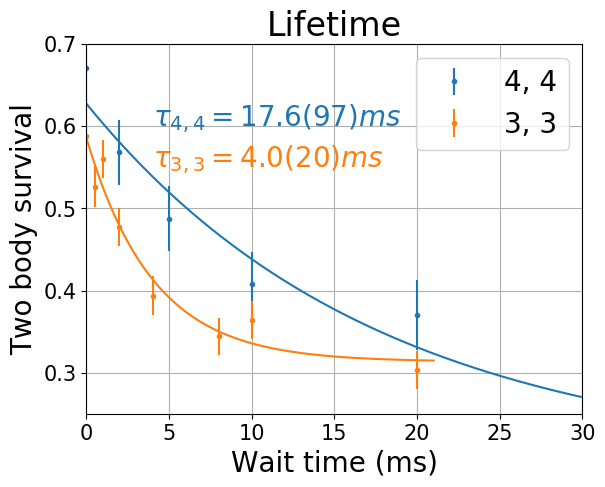 Lifetime
0.7
0.6
0.5
0.4
0.3
Two body survival
τ4,4 = 17.6(97)ms
τ3,3 = 4.0(20)ms
4, 4
3, 3
0 5 10 15 20 25 30
Wait time (ms)